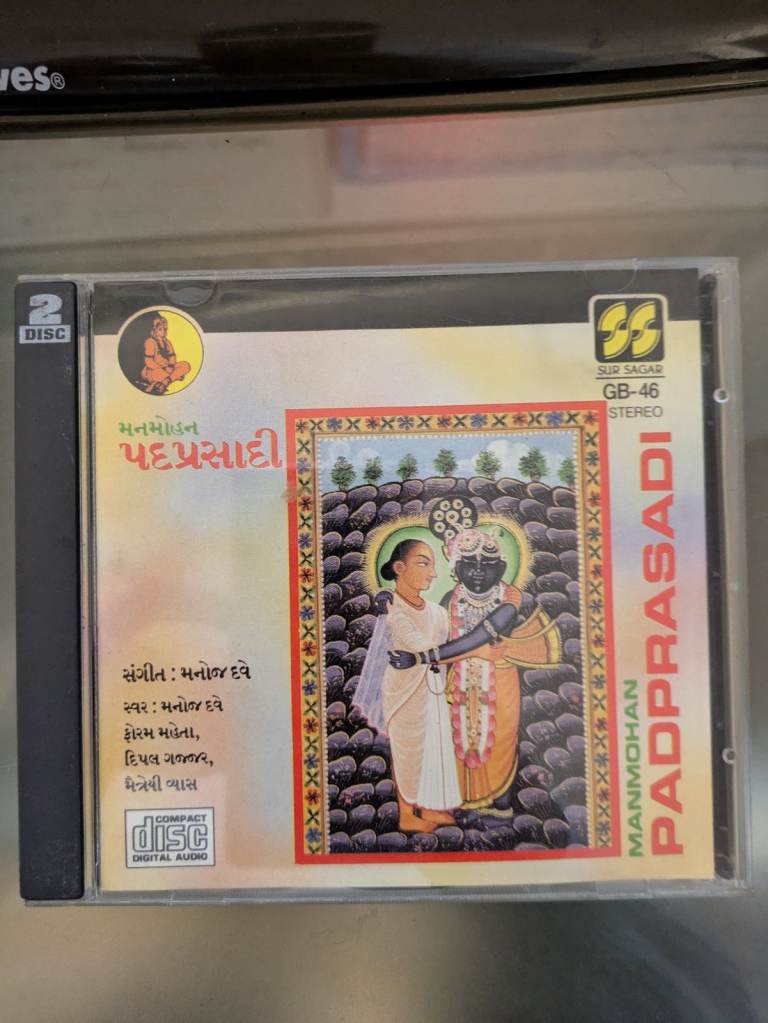 ves®
2
DISC
SUR SAGAR
GB-46
STEREO
મનમોહન
પદપ્રસાદી
સંગીત : મનોજ દવે
સ્વર : મનોજ દવે
ફોરમ મહેતા,
દિપલ ગજ્જર,
મૈત્રેયી વ્યાસ
COMPACT
disc
DIGITAL AUDIO
MANMOHAN
PADPRASADI